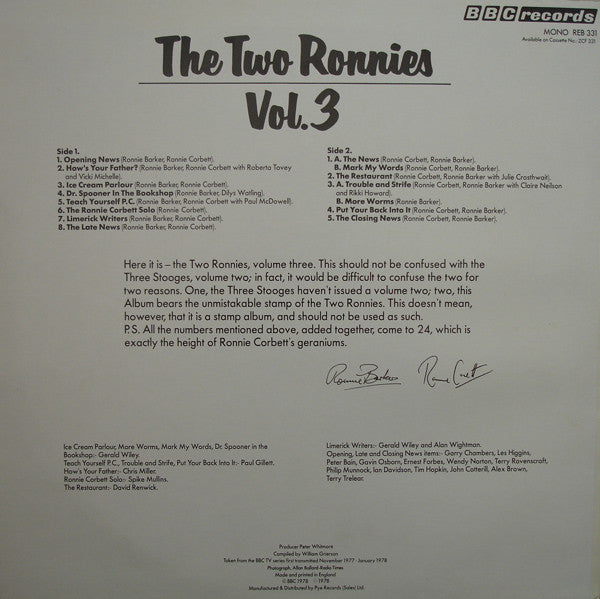 BBC records
MONO REB 331
Available on Cassette No.: ZCF 331
The Two Ronnies
Vol.3
Side 1.
1. Opening News (Ronnie Barker, Ronnie Corbett).
2. How's Your Father? (Ronnie Barker, Ronnie Corbett with Roberta Tovey
and Vicki Michelle).
3. Ice Cream Parlour (Ronnie Barker, Ronnie Corbett).
4. Dr. Spooner In The Bookshop (Ronnie Barker, Dilys Watling).
5. Teach Yourself P.C. (Ronnie Barker, Ronnie Corbett with Paul McDowell).
6. The Ronnie Corbett Solo (Ronnie Corbett).
7. Limerick Writers (Ronnie Barker, Ronnie Corbett).
8. The Late News (Ronnie Barker, Ronnie Corbett).
Side 2.
1. A. The News (Ronnie Corbett, Ronnie Barker).
B. Mark My Words (Ronnie Corbett, Ronnie Barker).
2. The Restaurant (Ronnie Corbett, Ronnie Barker with Julie Crosthwait).
3. A. Trouble and Strife (Ronnie Corbett, Ronnie Barker with Claire Neilson
and Rikki Howard).
B. More Worms (Ronnie Barker).
4. Put Your Back Into It (Ronnie Corbett, Ronnie Barker).
5. The Closing News (Ronnie Corbett, Ronnie Barker).
Here it is – the Two Ronnies, volume three. This should not be confused with the
Three Stooges, volume two; in fact, it would be difficult to confuse the two for
two reasons. One, the Three Stooges haven't issued a volume two; two, this
Album bears the unmistakable stamp of the Two Ronnies. This doesn't mean,
however, that it is a stamp album, and should not be used as such.
P.S. All the numbers mentioned above, added together, come to 24, which is
exactly the height of Ronnie Corbett's geraniums.
Ronnie Barker Ronnie Corbett
Ice Cream Parlour, More Worms, Mark My Words, Dr. Spooner in the
Bookshop:- Gerald Wiley.
Teach Yourself P.C., Trouble and Strife, Put Your Back Into It:- Paul Gillett.
How's Your Father:- Chris Miller.
Ronnie Corbett Solo:- Spike Mullins.
The Restaurant:- David Renwick.
Limerick Writers:- Gerald Wiley and Alan Wightman.
Opening, Late and Closing News items:- Garry Chambers, Les Higgins,
Peter Bain, Gavin Osborn, Ernest Forbes, Wendy Norton, Terry Ravenscroft,
Philip Munnock, Ian Davidson, Tim Hopkin, John Cotterill, Alex Brown,
Terry Trelear.
Producer Peter Whitmore
Compiled by William Grierson
Taken from the BBC TV series first transmitted November 1977 - January 1978
Photograph, Allan Ballard-Radio Times
Made and printed in England
© BBC 1978 ℗ 1978
Manufactured & Distributed by Pye Records (Sales) Ltd.